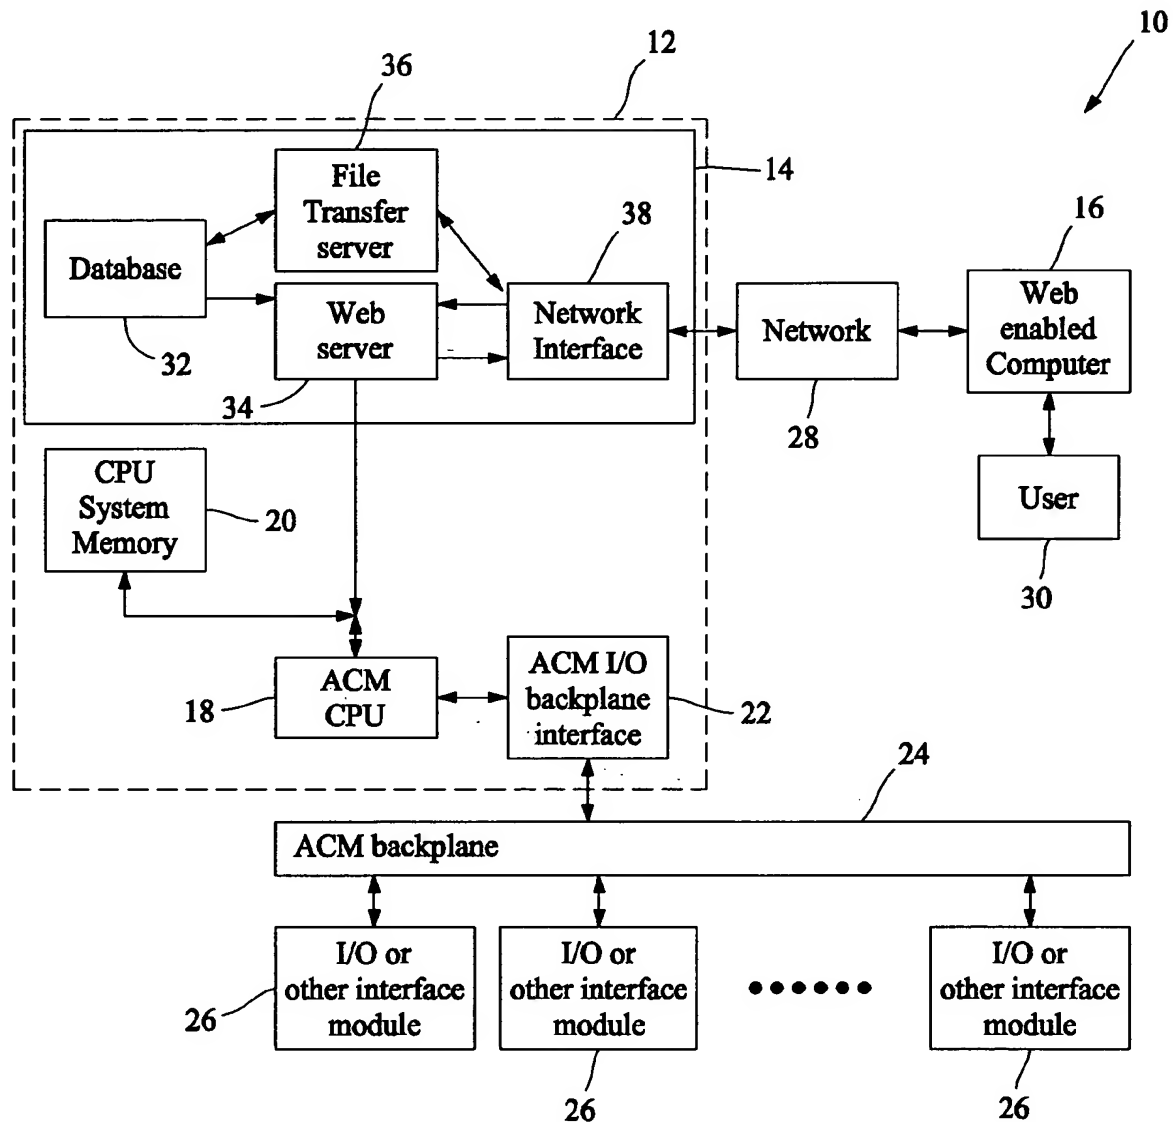 10
12
36
14
File
Transfer
server
38
16
Database
Web
server
Network
Interface
Network
Web
enabled
Computer
32
34
28
CPU
System
Memory
20
User
30
18
ACM
CPU
ACM I/O
backplane
interface
22
24
ACM backplane
I/O or
other interface
module
I/O or
other interface
module
I/O or
other interface
module
26
26
26